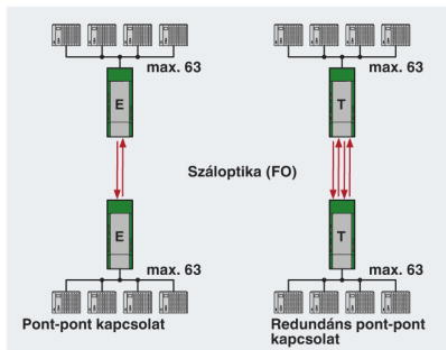 max. 63
max. 63
E
T
Száloptika (FO)
E
T
max. 63
max. 63
Pont-pont kapcsolat
Redundáns pont-pont
kapcsolat